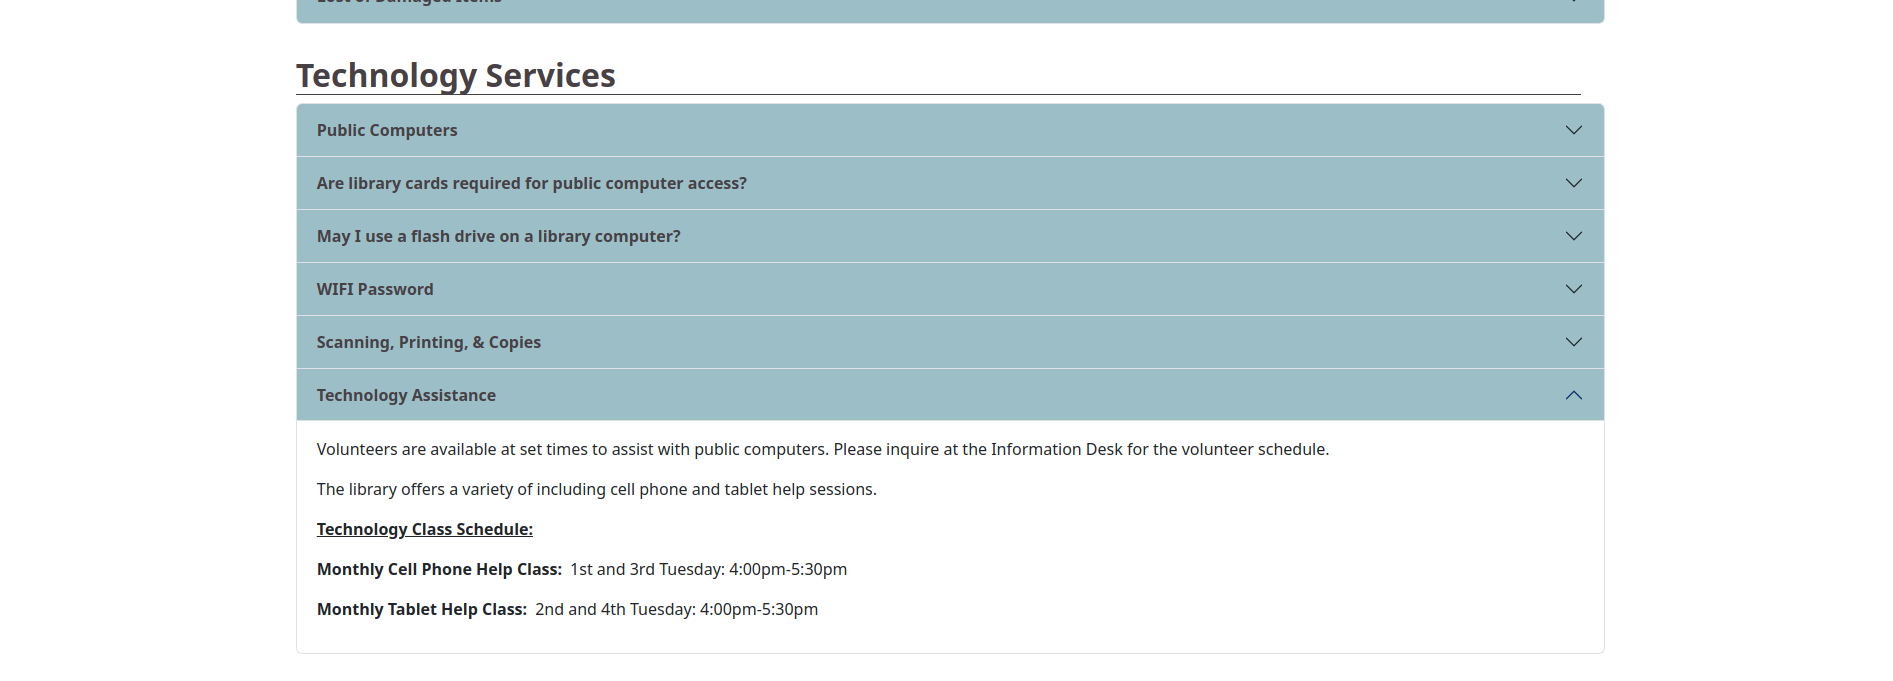 Lost or Damaged Items
Technology Services
Public Computers
Are library cards required for public computer access?
May I use a flash drive on a library computer?
WIFI Password
Scanning, Printing, & Copies
Technology Assistance
Volunteers are available at set times to assist with public computers. Please inquire at the Information Desk for the volunteer schedule.
The library offers a variety of including cell phone and tablet help sessions.
Technology Class Schedule:
Monthly Cell Phone Help Class: 1st and 3rd Tuesday: 4:00pm-5:30pm
Monthly Tablet Help Class: 2nd and 4th Tuesday: 4:00pm-5:30pm